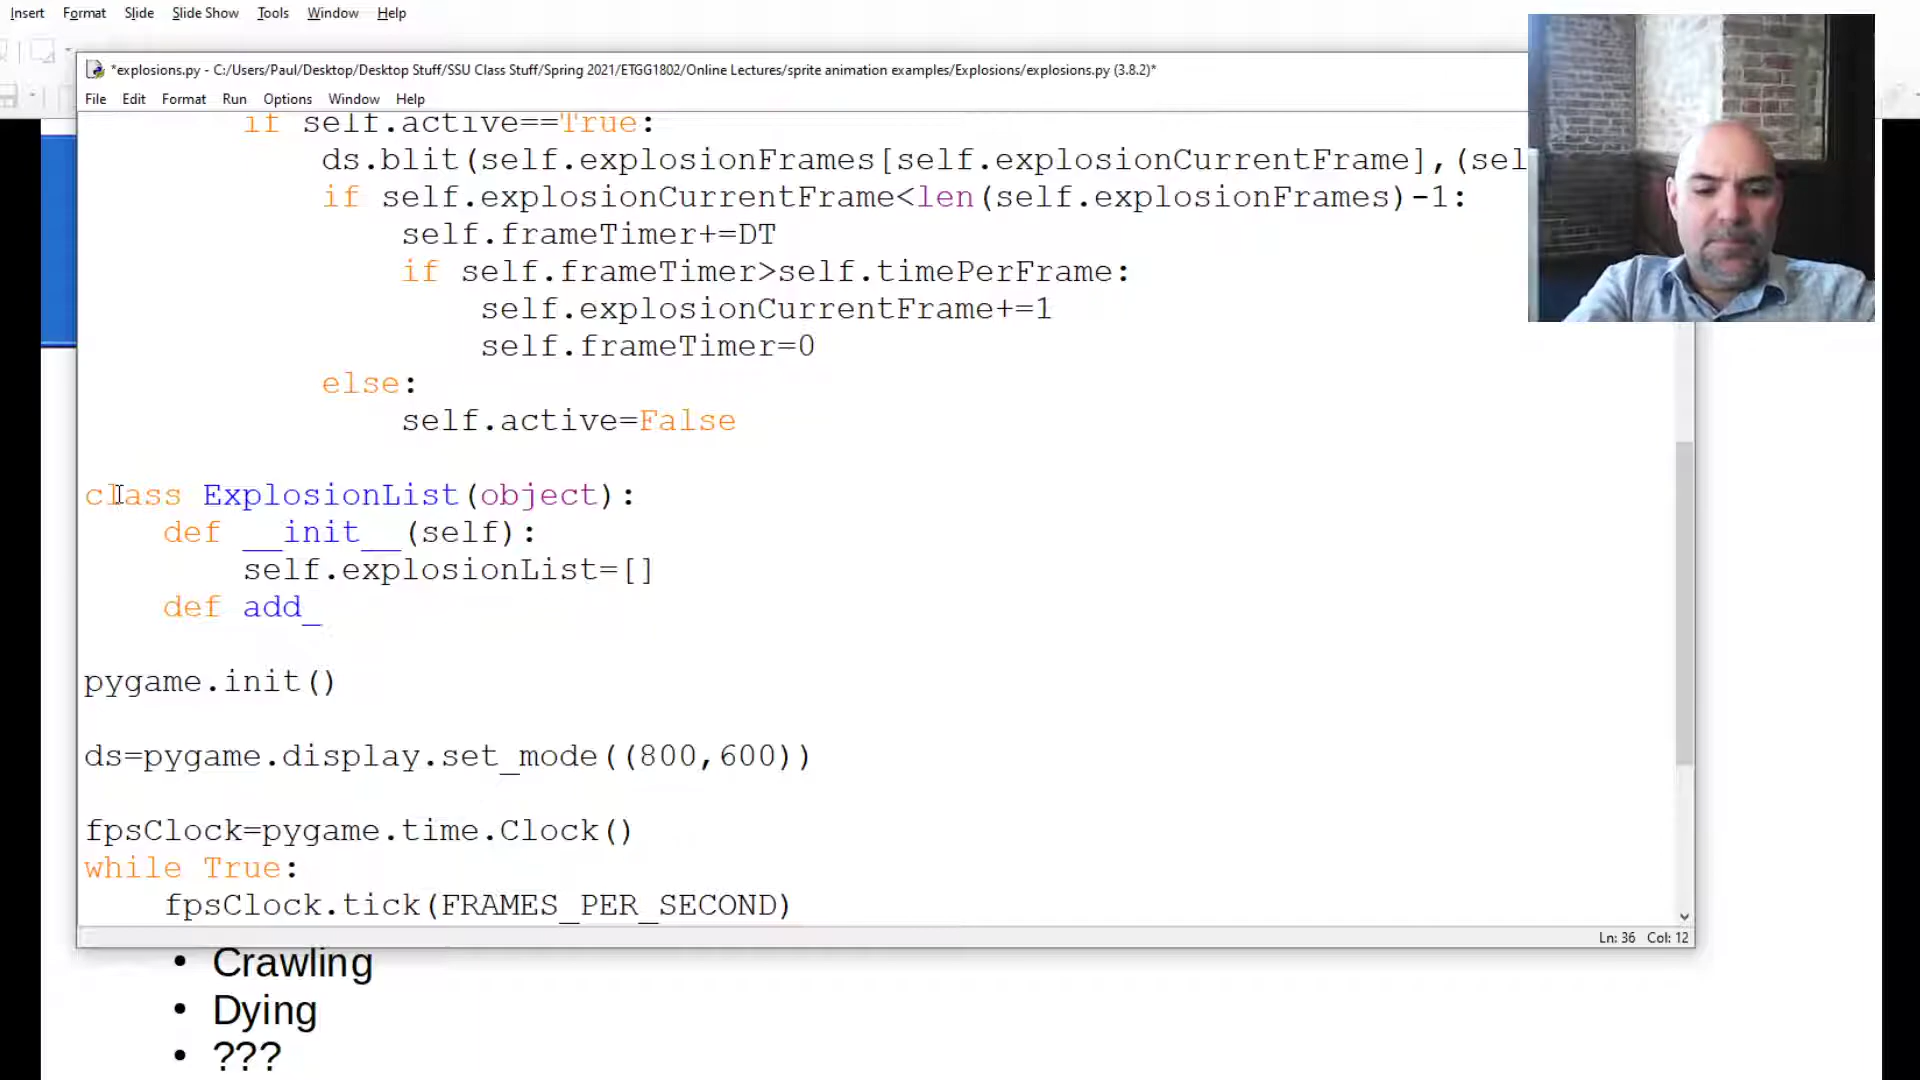 Insert Format Slide Slide Show Tools Window Help
*explosions.py - C:/Users/Paul/Desktop/Desktop Stuff/SSU Class Stuff/Spring 2021/ETGG1802/Online Lectures/sprite animation examples/Explosions/explosions.py (3.8.2)*
File Edit Format Run Options Window Help
if self.active==True:
ds.blit(self.explosionFrames[self.explosionCurrentFrame],(sel
if self.explosionCurrentFrame<len(self.explosionFrames)-1:
self.frameTimer+=DT
if self.frameTimer>self.timePerFrame:
self.explosionCurrentFrame+=1
self.frameTimer=0
else:
self.active=False
class ExplosionList(object):
def __init__(self):
self.explosionList=[]
def add_
pygame.init()
ds=pygame.display.set_mode((800,600))
fpsClock=pygame.time.Clock()
while True:
fpsClock.tick(FRAMES_PER_SECOND)
Ln: 36 Col: 12
• Crawling
• Dying
• ???